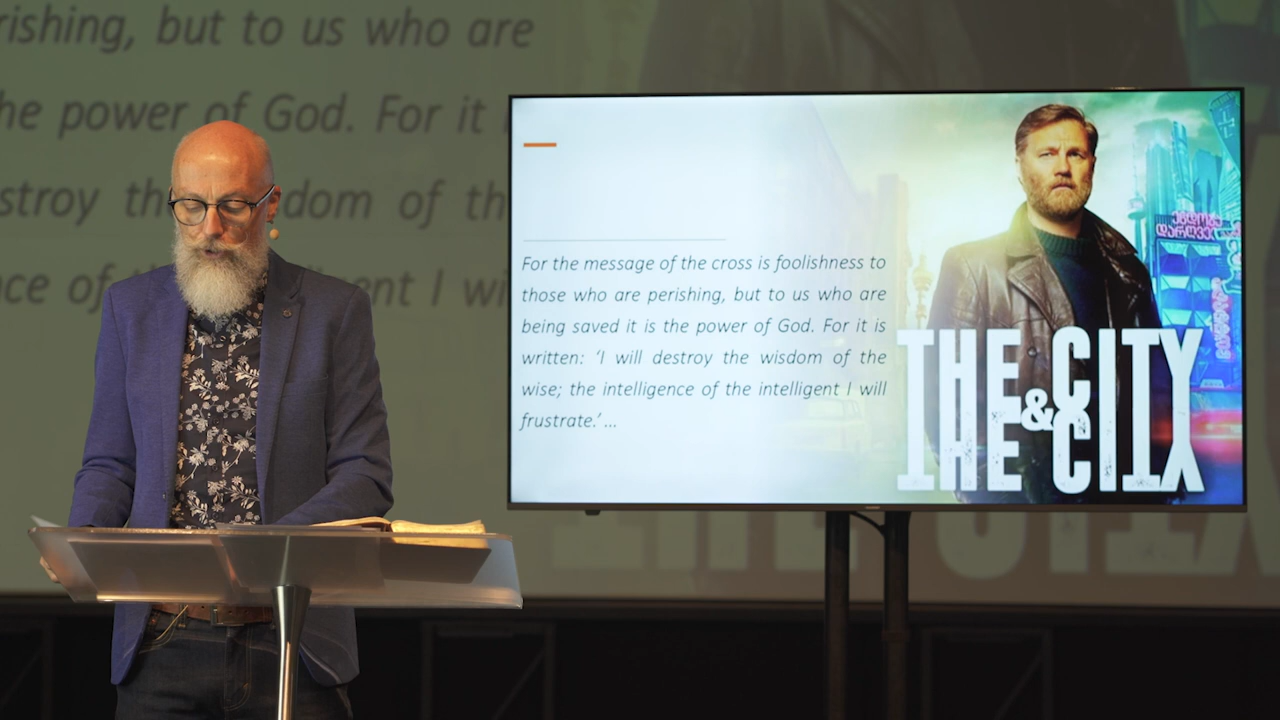 rishing, but to us who are
he power of God. For it
stroy th dom of th
ce of ent I wi
For the message of the cross is foolishness to
those who are perishing, but to us who are
being saved it is the power of God. For it is
written: ‘I will destroy the wisdom of the
wise; the intelligence of the intelligent I will
frustrate.’...
THE CITY
&
THE CITY